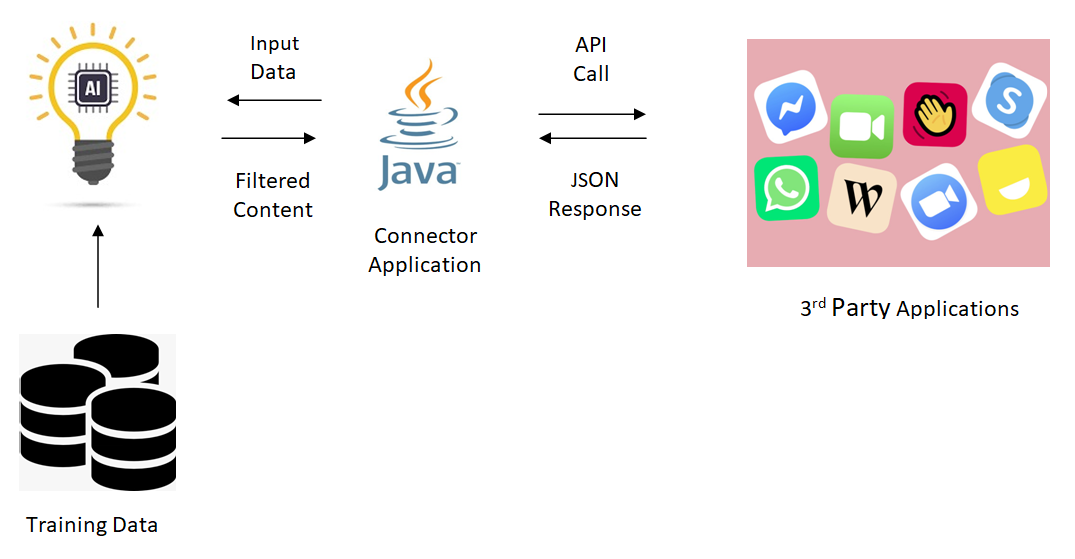 AI
Input
Data
Filtered
Content
Java
Connector
Application
API
Call
JSON
Response
S
W
3rd Party Applications
Training Data